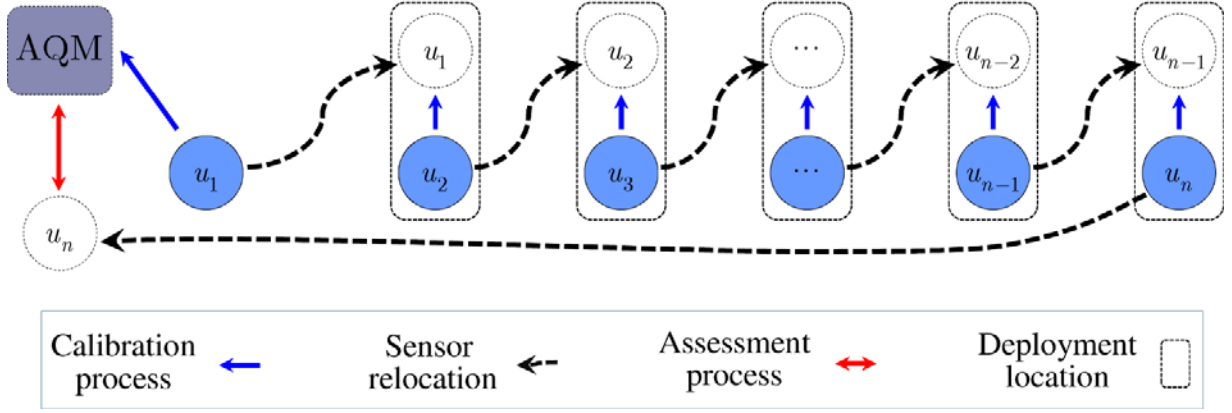 AQM
u₁ u₂ ⋯ uₙ₋₂ uₙ₋₁
u₁ u₂ u₃ ⋯ uₙ₋₁ uₙ
uₙ
Calibration
process
Sensor
relocation
Assessment
process
Deployment
location